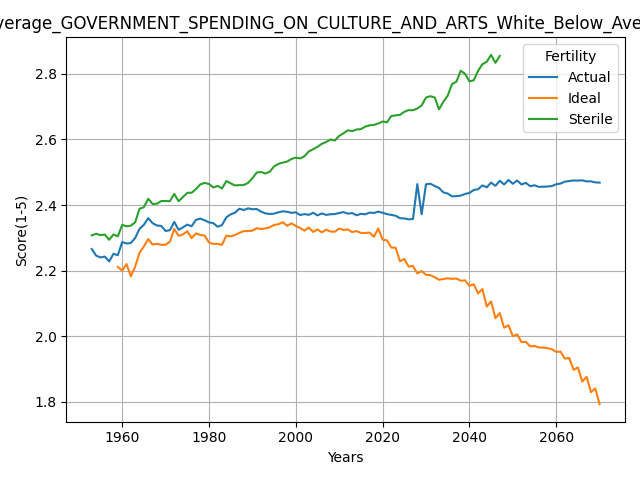 verage_GOVERNMENT_SPENDING_ON_CULTURE_AND_ARTS_White_Below_Ave
Fertility
Actual
Ideal
Sterile
Score(1-5)
2.8
2.6
2.4
2.2
2.0
1.8
1960 1980 2000 2020 2040 2060
Years